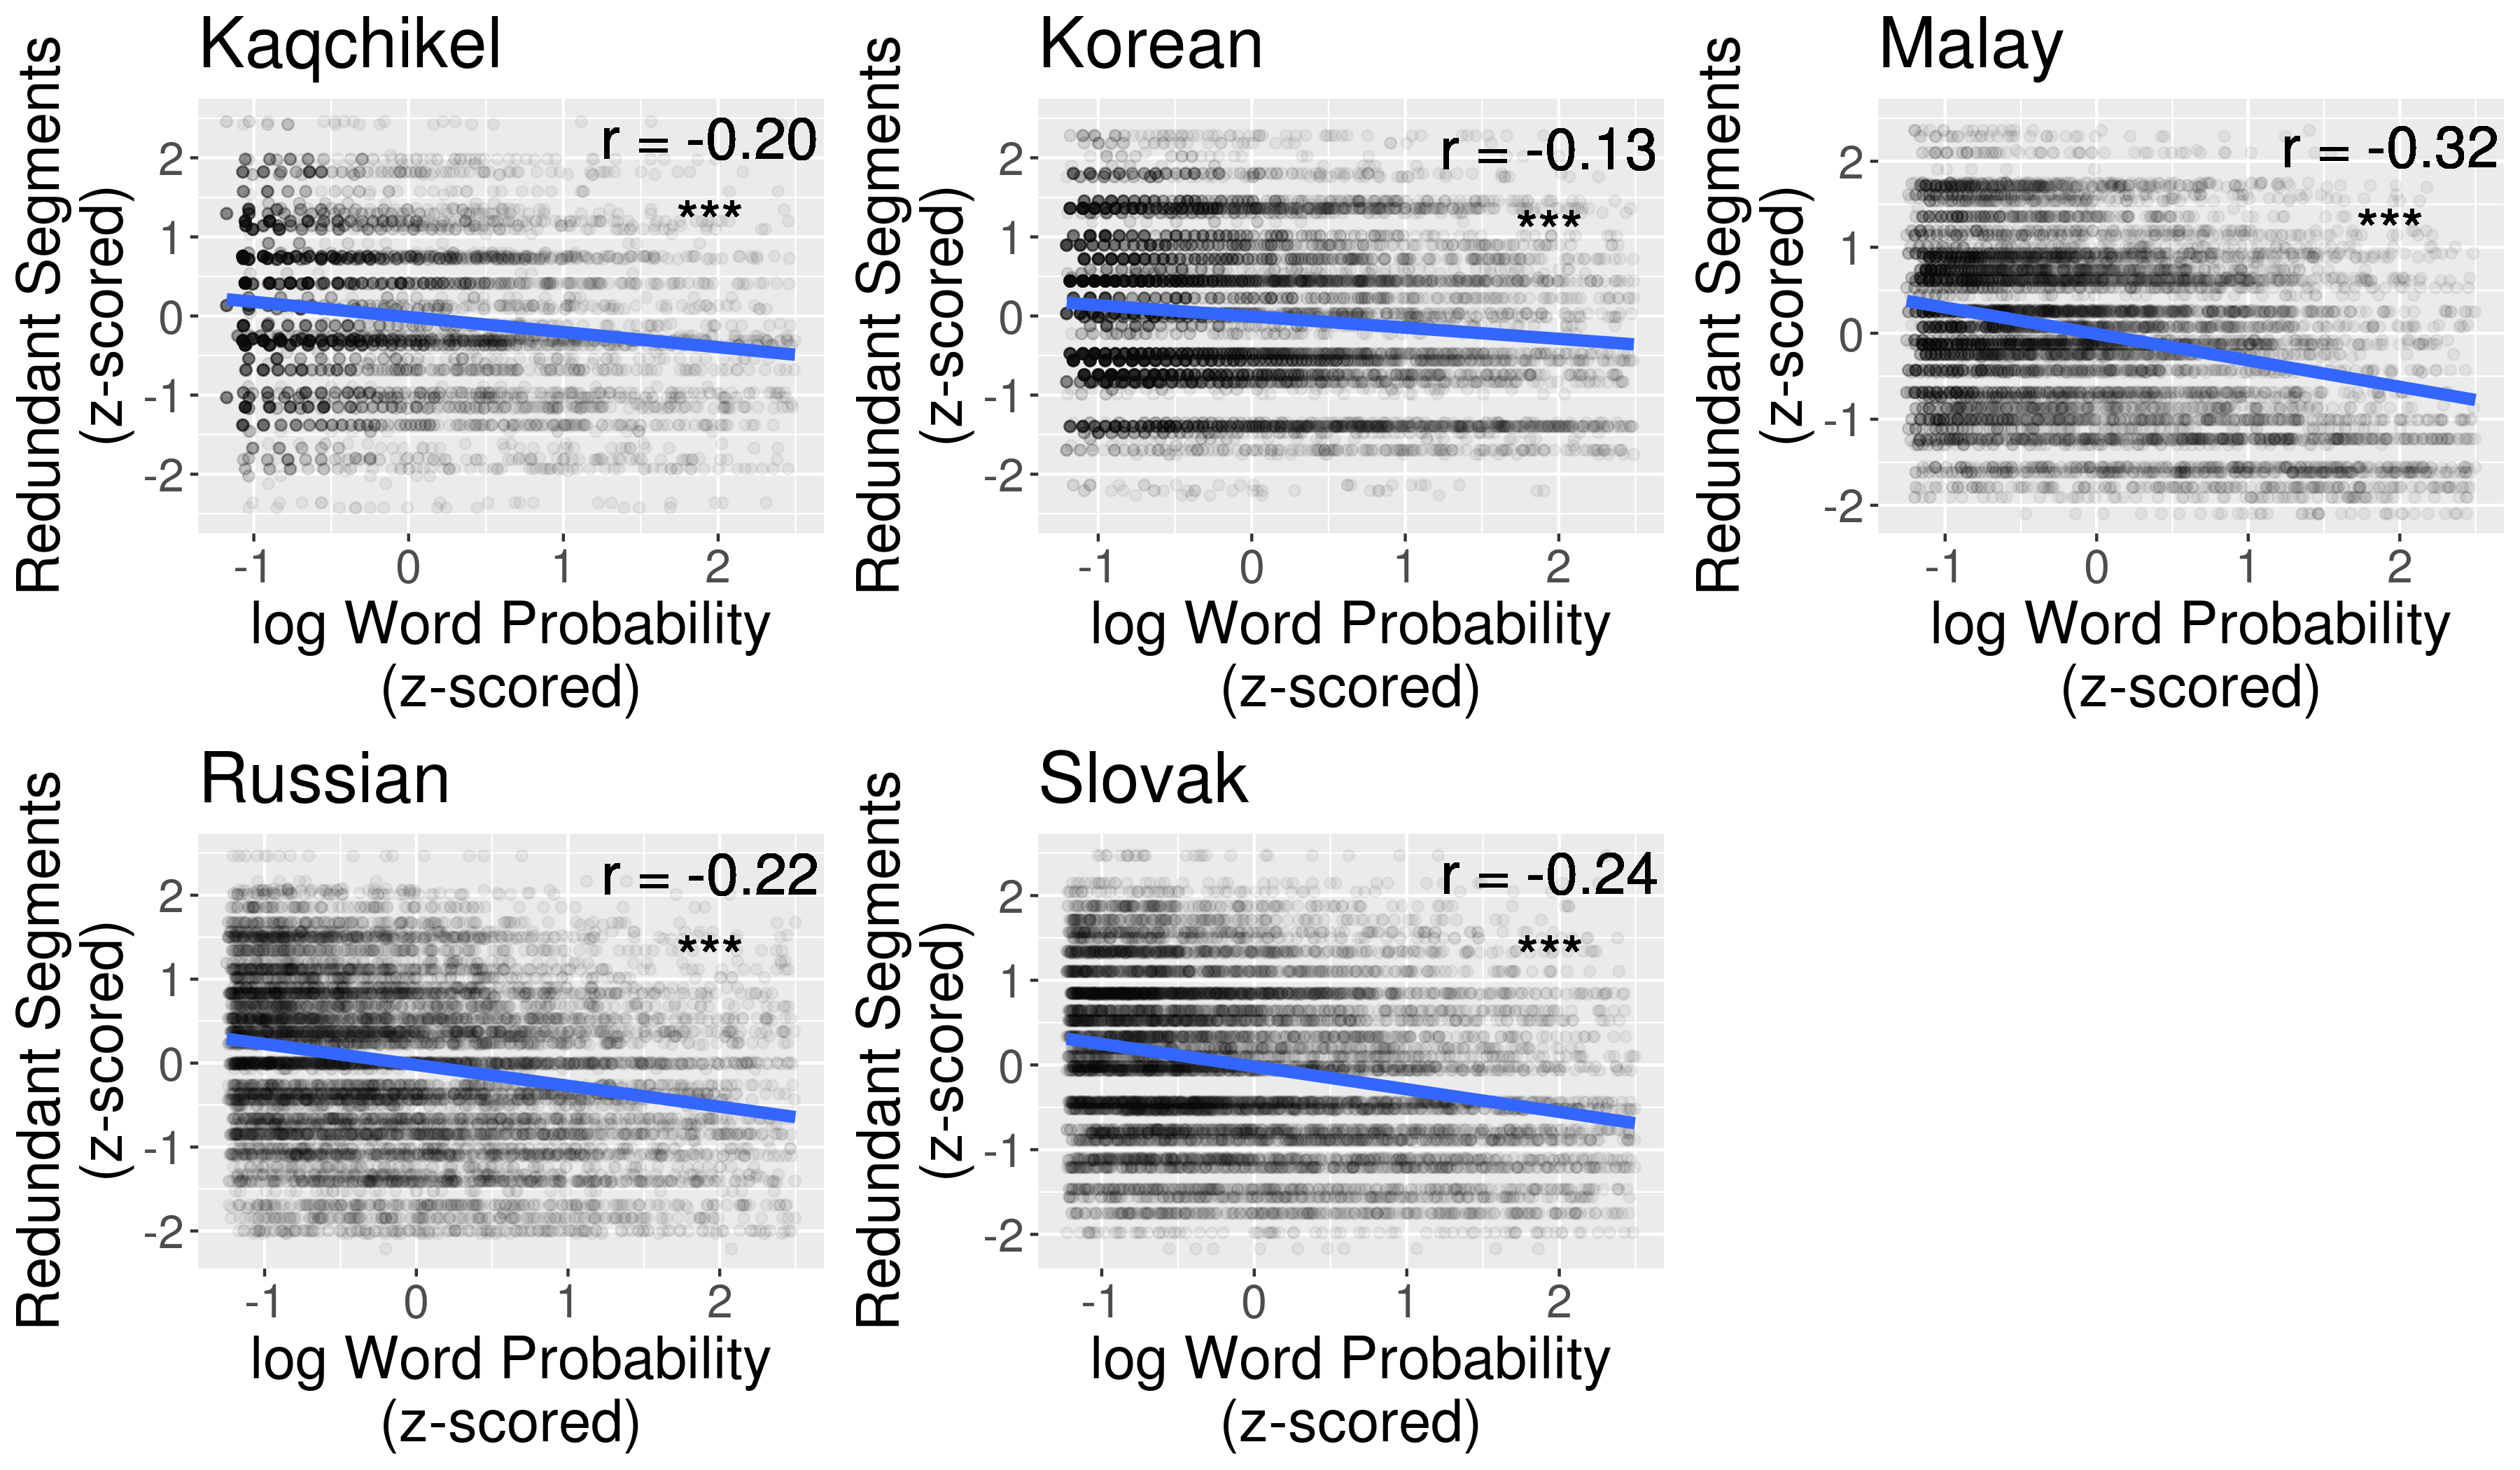 Kaqchikel
Redundant Segments
(z-scored)
2
1
0
-1
-2
r = -0.20
***
-1 0 1 2
log Word Probability
(z-scored)
Korean
Redundant Segments
(z-scored)
2
1
0
-1
-2
r = -0.13
***
-1 0 1 2
log Word Probability
(z-scored)
Malay
Redundant Segments
(z-scored)
2
1
0
-1
-2
r = -0.32
***
-1 0 1 2
log Word Probability
(z-scored)
Russian
Redundant Segments
(z-scored)
2
1
0
-1
-2
r = -0.22
***
-1 0 1 2
log Word Probability
(z-scored)
Slovak
Redundant Segments
(z-scored)
2
1
0
-1
-2
r = -0.24
***
-1 0 1 2
log Word Probability
(z-scored)